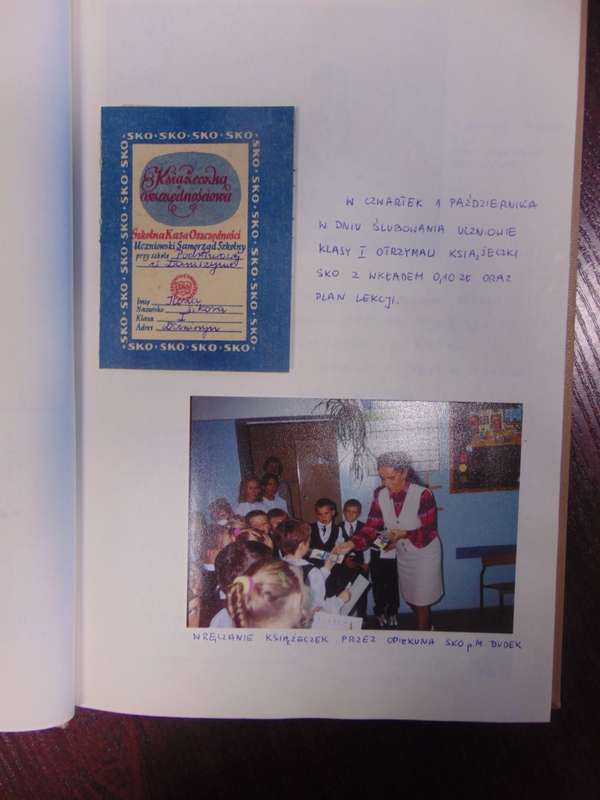 SKO • SKO • SKO • SKO
Książeczka
oszczędnościowa
Szkolna Kasa Oszczędności
Uczniowski Samorząd Szkolny
przy szkole Podstawowej
Imię
Nazwisko Sikora
Klasa I
Adres
SKO • SKO • SKO • SKO
W CZWARTEK 1 PAŹDZIERNIKA
W DNIU ŚLUBOWANIA UCZNIOWIE
KLASY I OTRZYMALI KSIĄŻECZKI
SKO Z WKŁADEM 0,10 ZŁ ORAZ
PLAN LEKCJI.
WRĘCZANIE KSIĄŻECZEK PRZEZ OPIEKUNA SKO p. M. DUDEK